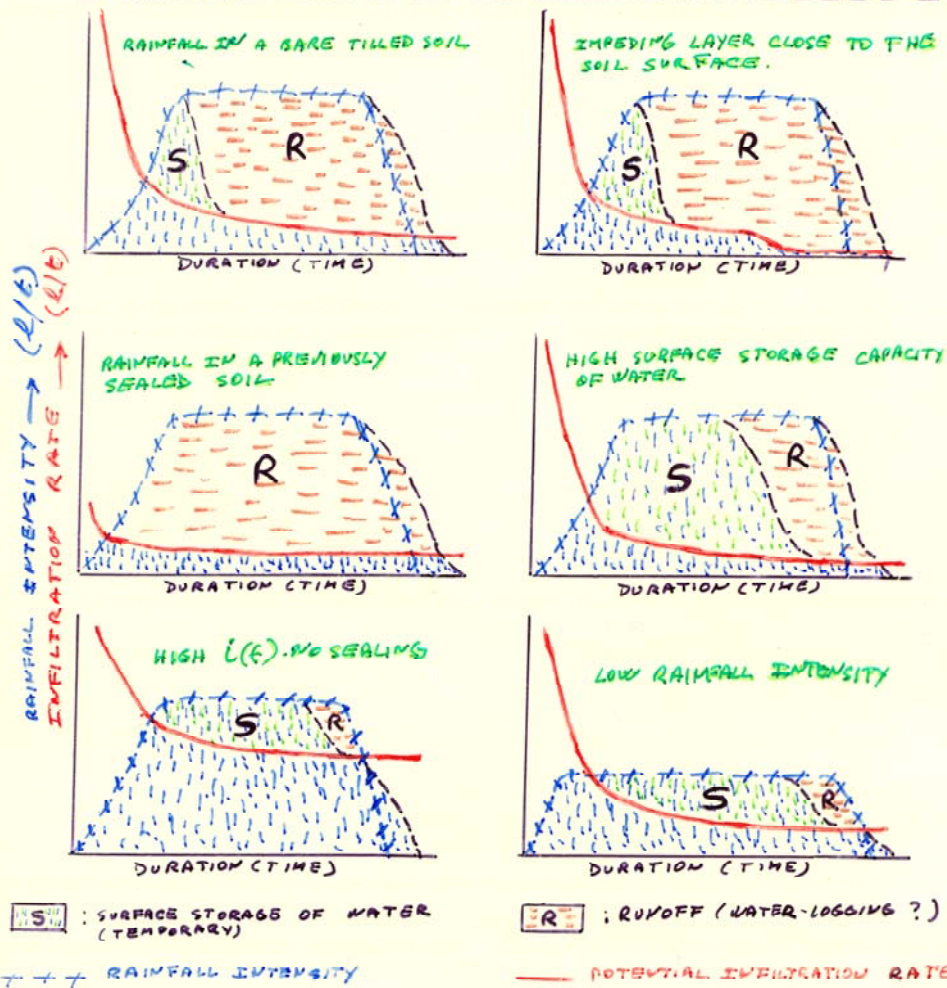 RAINFALL IN A BARE TILLED SOIL
S
R
DURATION (TIME)
IMPEDING LAYER CLOSE TO THE
SOIL SURFACE.
S
R
DURATION (TIME)
RAINFALL INTENSITY → (l/t)
INFILTRATION RATE → (l/t)
RAINFALL IN A PREVIOUSLY
SEALED SOIL
R
DURATION (TIME)
HIGH SURFACE STORAGE CAPACITY
OF WATER
S
R
DURATION (TIME)
HIGH i(t). NO SEALING
S
R
DURATION (TIME)
LOW RAINFALL INTENSITY
S
R
DURATION (TIME)
S : SURFACE STORAGE OF WATER
(TEMPORARY)
R : RUNOFF (WATER-LOGGING ?)
+ + + RAINFALL INTENSITY
— POTENTIAL INFILTRATION RATE